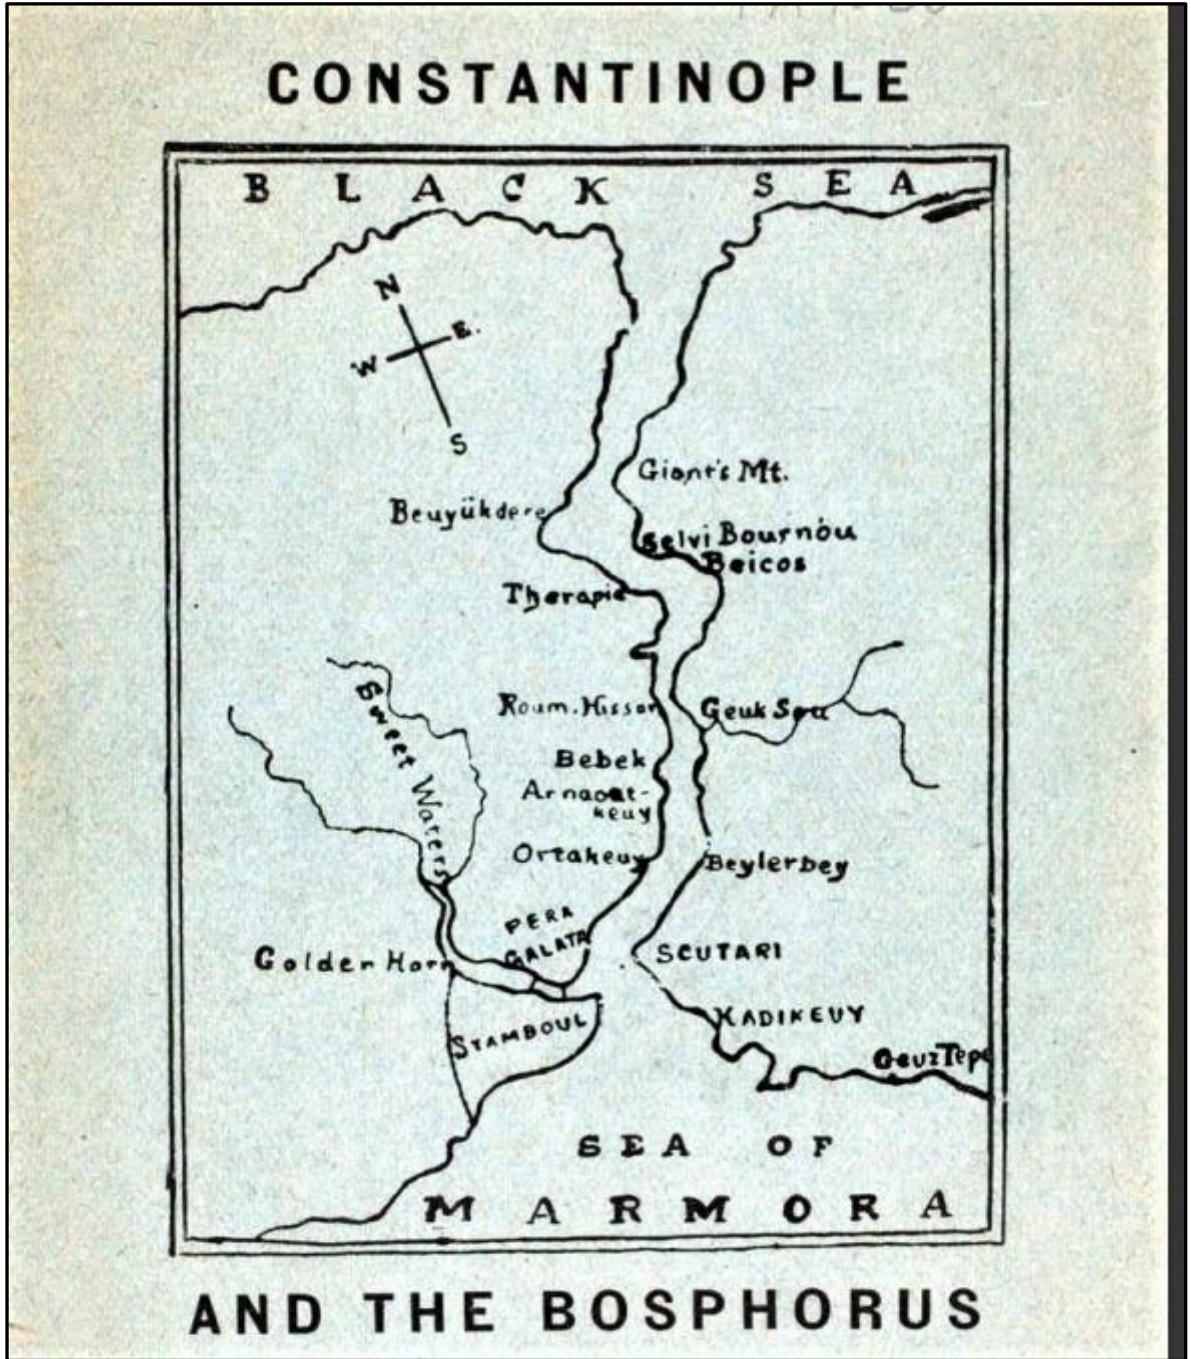 CONSTANTINOPLE
BLACK SEA
N
W E.
S
Giant's Mt.
Beuyükdere
Selvi Bournou
Beicos
Therapia
Sweet Waters
Roum. Hissar
Geuk Sou
Bebek
Arnaout-
keuy
Ortakeuy
Beylerbey
PERA
GALATA
Golden Horn
SCUTARI
STAMBOUL
KADIKEUY
Geuz Tepe
SEA OF
MARMORA
AND THE BOSPHORUS